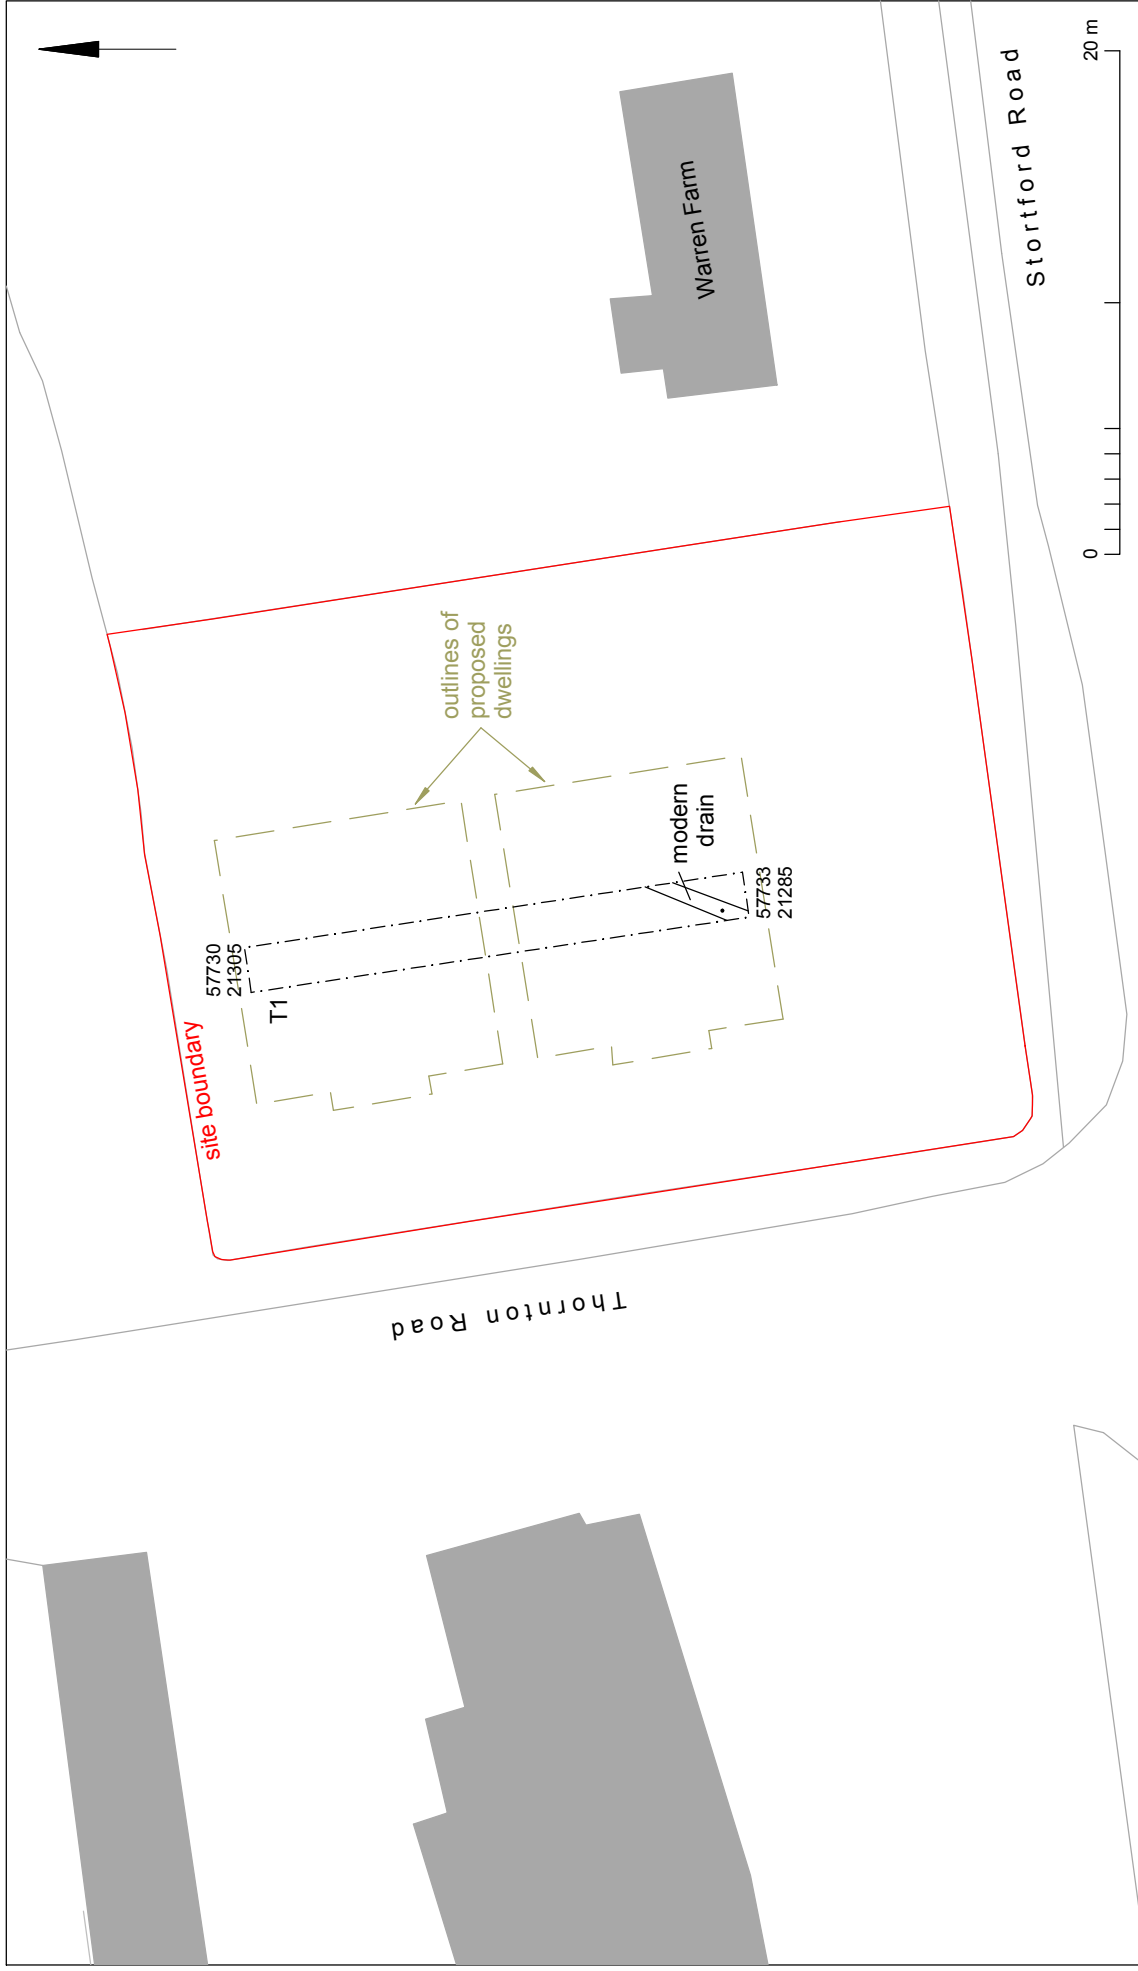 site boundary
57730
21305
T1
outlines of
proposed
dwellings
modern
drain
57733
21285
Warren Farm
Thornton Road
Stortford Road
0
20 m